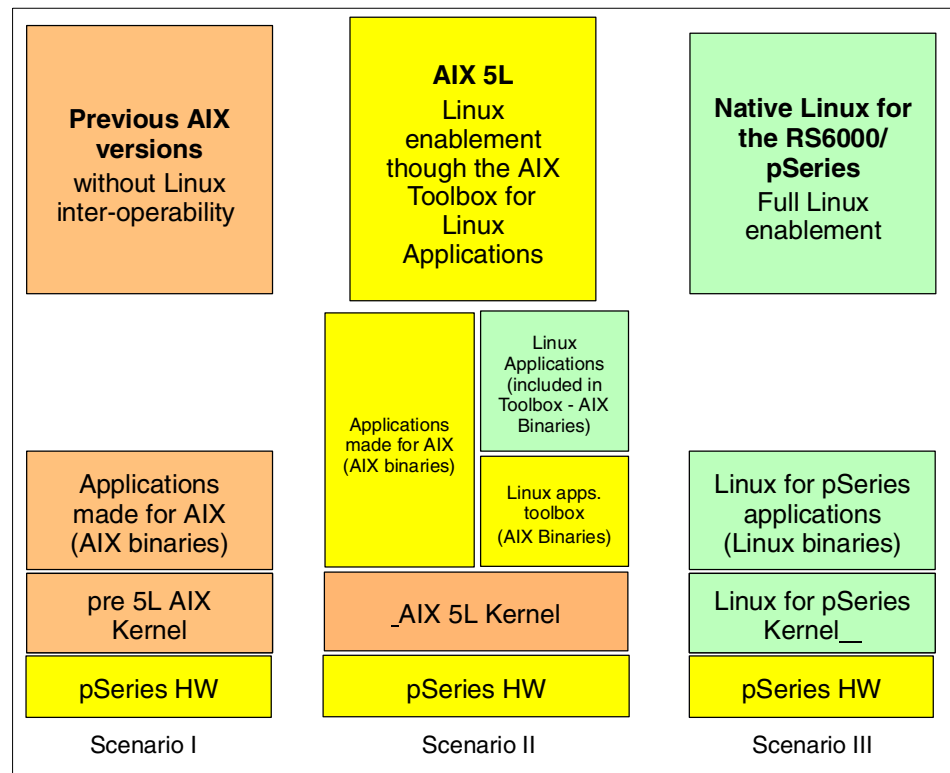 Previous AIX
versions
without Linux
inter-operability
AIX 5L
Linux
enablement
though the AIX
Toolbox for
Linux
Applications
Native Linux for
the RS6000/
pSeries
Full Linux
enablement
Applications
made for AIX
(AIX binaries)
pre 5L AIX
Kernel
pSeries HW
Scenario I
Applications
made for AIX
(AIX binaries)
Linux
Applications
(included in
Toolbox - AIX
Binaries)
Linux apps.
toolbox
(AIX Binaries)
_AIX 5L Kernel
pSeries HW
Scenario II
Linux for pSeries
applications
(Linux binaries)
Linux for pSeries
Kernel__
pSeries HW
Scenario III